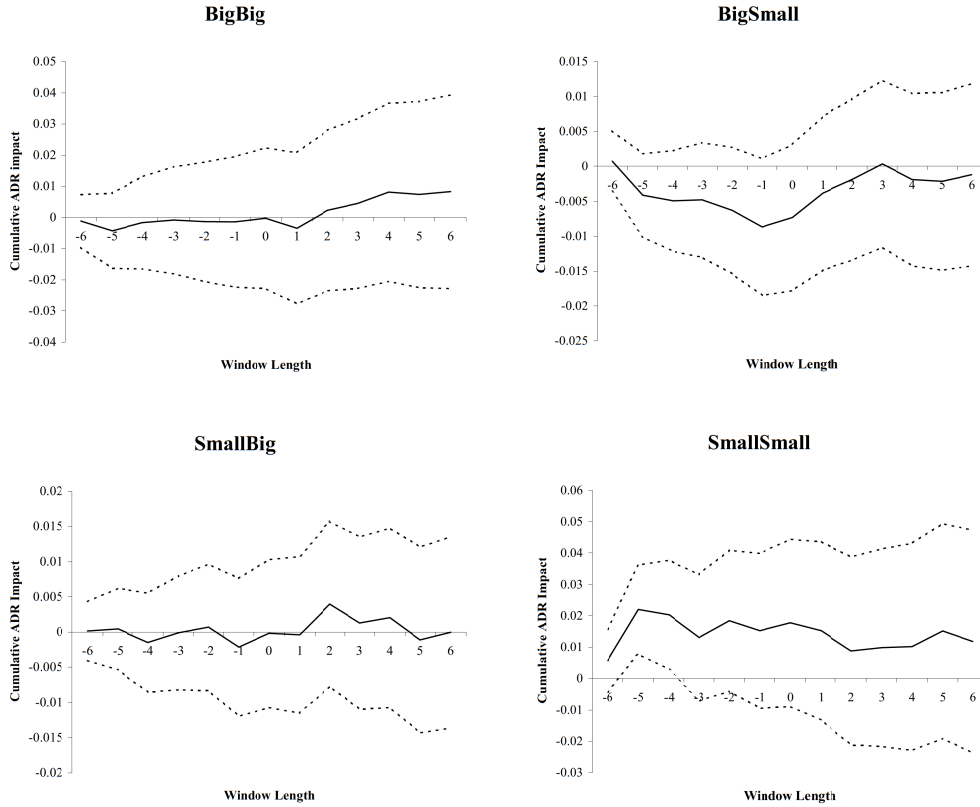 BigBig
0.05
0.04
0.03
0.02
0.01
0
-0.01
-0.02
-0.03
-0.04
-6 -5 -4 -3 -2 -1 0 1 2 3 4 5 6
Cumulative ADR impact
Window Length
BigSmall
0.015
0.01
0.005
0
-0.005
-0.01
-0.015
-0.02
-0.025
-6 -5 -4 -3 -2 -1 0 1 2 3 4 5 6
Cumulative ADR Impact
Window Length
SmallBig
0.02
0.015
0.01
0.005
0
-0.005
-0.01
-0.015
-0.02
-6 -5 -4 -3 -2 -1 0 1 2 3 4 5 6
Cumulative ADR Impact
Window Length
SmallSmall
0.06
0.05
0.04
0.03
0.02
0.01
0
-0.01
-0.02
-0.03
-6 -5 -4 -3 -2 -1 0 1 2 3 4 5 6
Cumulative ADR Impact
Window Length